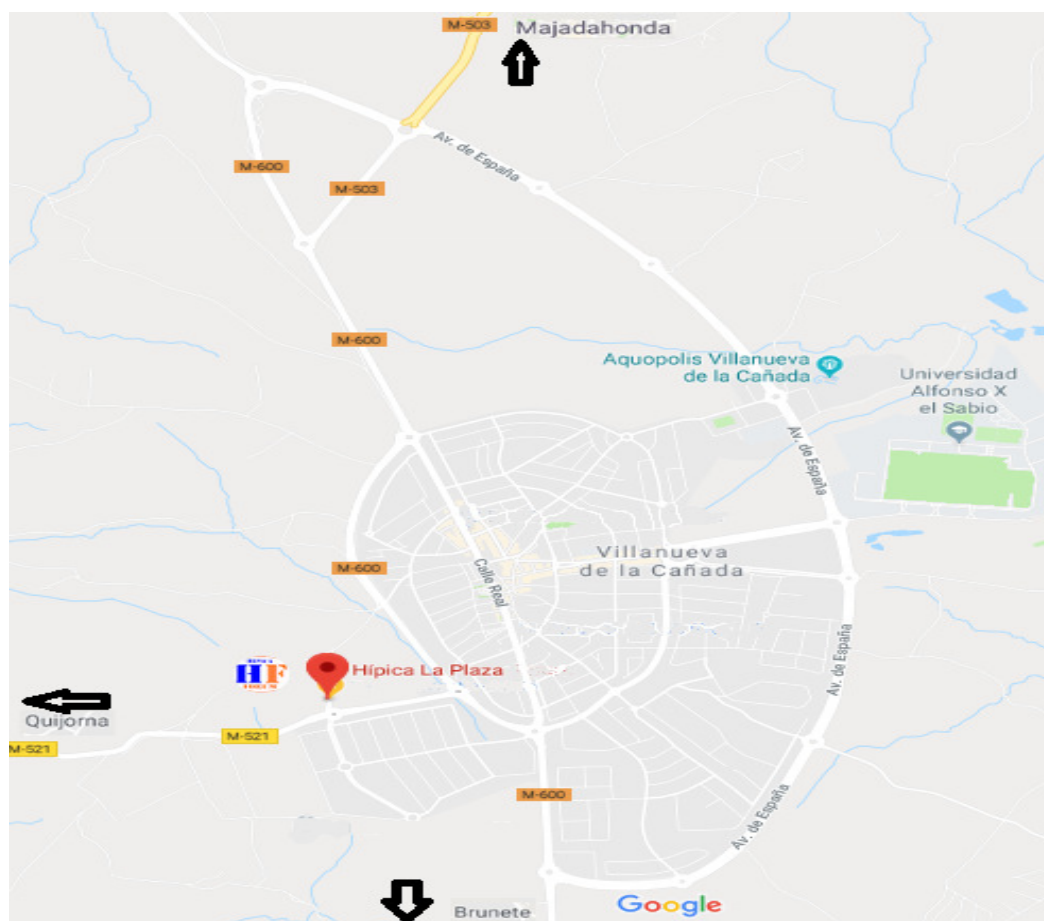 M-503
Majadahonda
Av. de España
M-600
M-503
M-600
Aquopolis Villanueva
de la Cañada
Universidad
Alfonso X
el Sabio
Av. de España
Villanueva
de la Cañada
M-600
Calle Real
Av. de España
HF
Hípica La Plaza
Quijorna
M-521
M-521
M-600
Av. de España
Brunete
Google